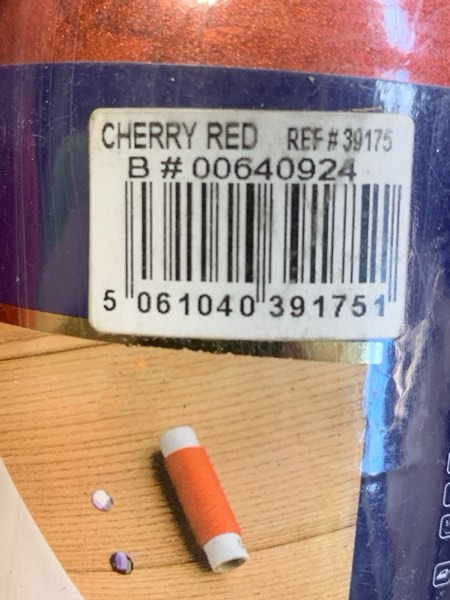 CHERRY RED REF # 39175
B # 00640924
5 061040 391751